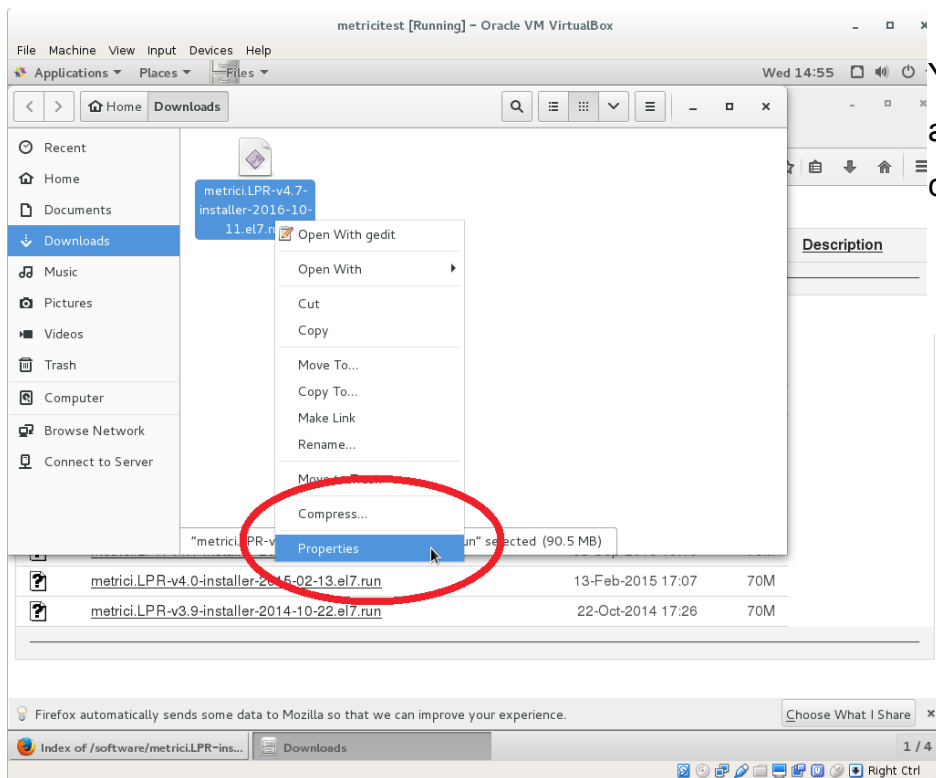 metricitest [Running] – Oracle VM VirtualBox
File Machine View Input Devices Help
Applications Places Files Wed 14:55
Home Downloads
Recent
Home
Documents
Downloads
Music
Pictures
Videos
Trash
Computer
Browse Network
Connect to Server
metrici.LPR-v4.7-
installer-2016-10-
11.el7.r
Open With gedit
Open With
Cut
Copy
Move To...
Copy To...
Make Link
Rename...
Compress...
Properties
"metrici.LPR-v un" selected (90.5 MB)
Description
metrici.LPR-v4.0-installer-2015-02-13.el7.run 13-Feb-2015 17:07 70M
metrici.LPR-v3.9-installer-2014-10-22.el7.run 22-Oct-2014 17:26 70M
Firefox automatically sends some data to Mozilla so that we can improve your experience. Choose What I Share ×
Index of /software/metrici.LPR-ins... Downloads 1 / 4
Right Ctrl